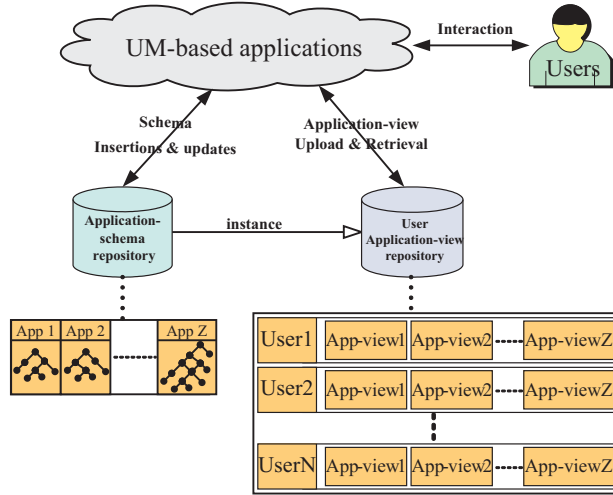 UM-based applications
Interaction
Users
Schema
Insertions & updates
Application-view
Upload & Retrieval
Application-
schema
repository
instance
User
Application-view
repository
App 1 App 2 App Z
User1 App-view1 App-view2 App-viewZ
User2 App-view1 App-view2 App-viewZ
UserN App-view1 App-view2 App-viewZ